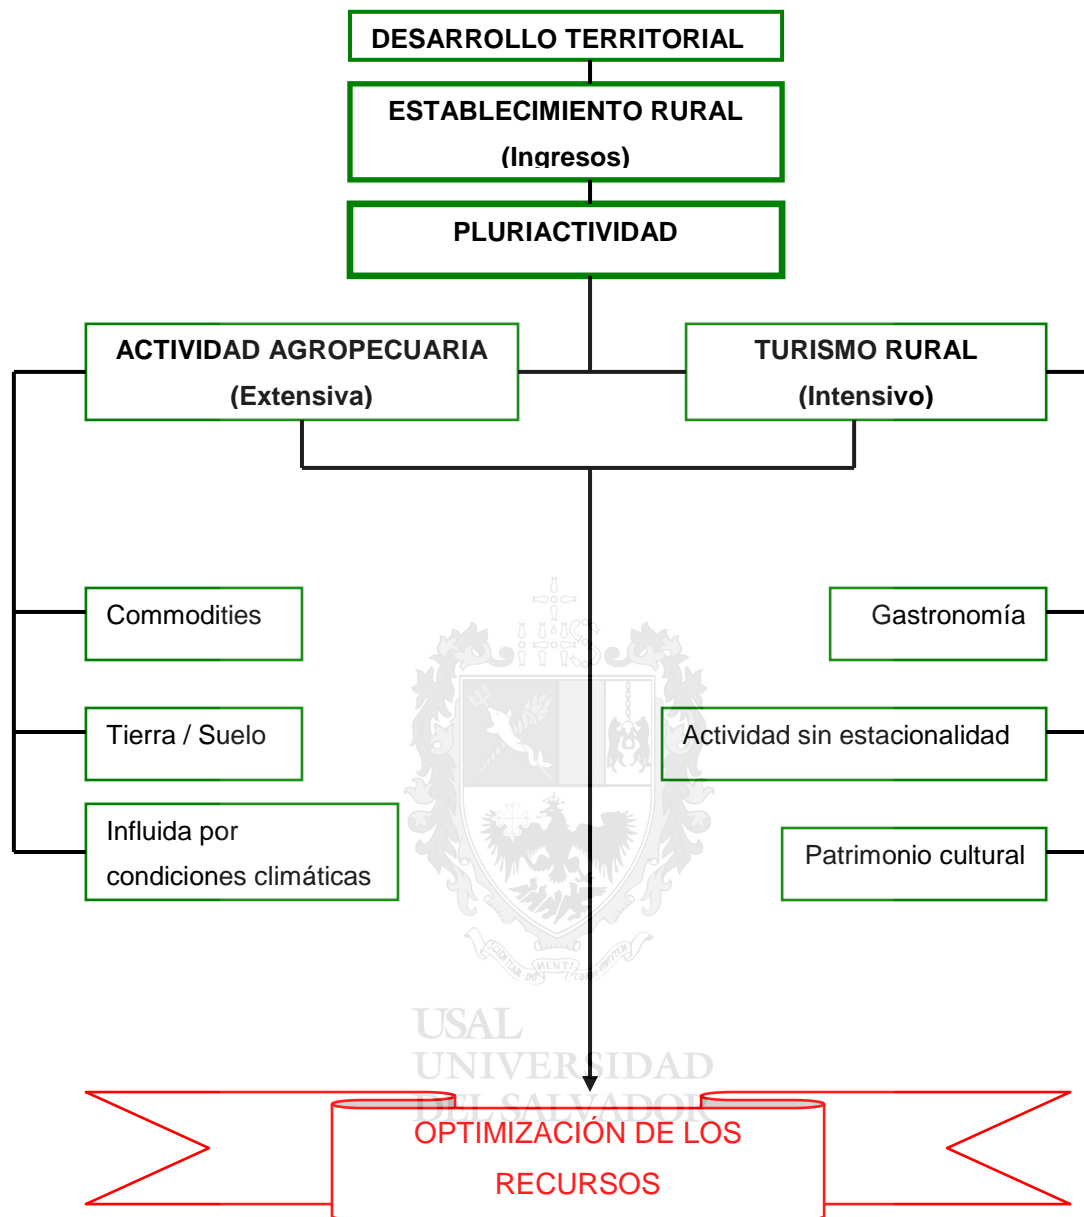 DESARROLLO TERRITORIAL
ESTABLECIMIENTO RURAL
(Ingresos)
PLURIACTIVIDAD
ACTIVIDAD AGROPECUARIA
(Extensiva)
TURISMO RURAL
(Intensivo)
Commodities
Gastronomía
Tierra / Suelo
Actividad sin estacionalidad
Influida por
condiciones climáticas
Patrimonio cultural
USAL
UNIVERSIDAD
DEL SALVADOR
OPTIMIZACIÓN DE LOS
RECURSOS